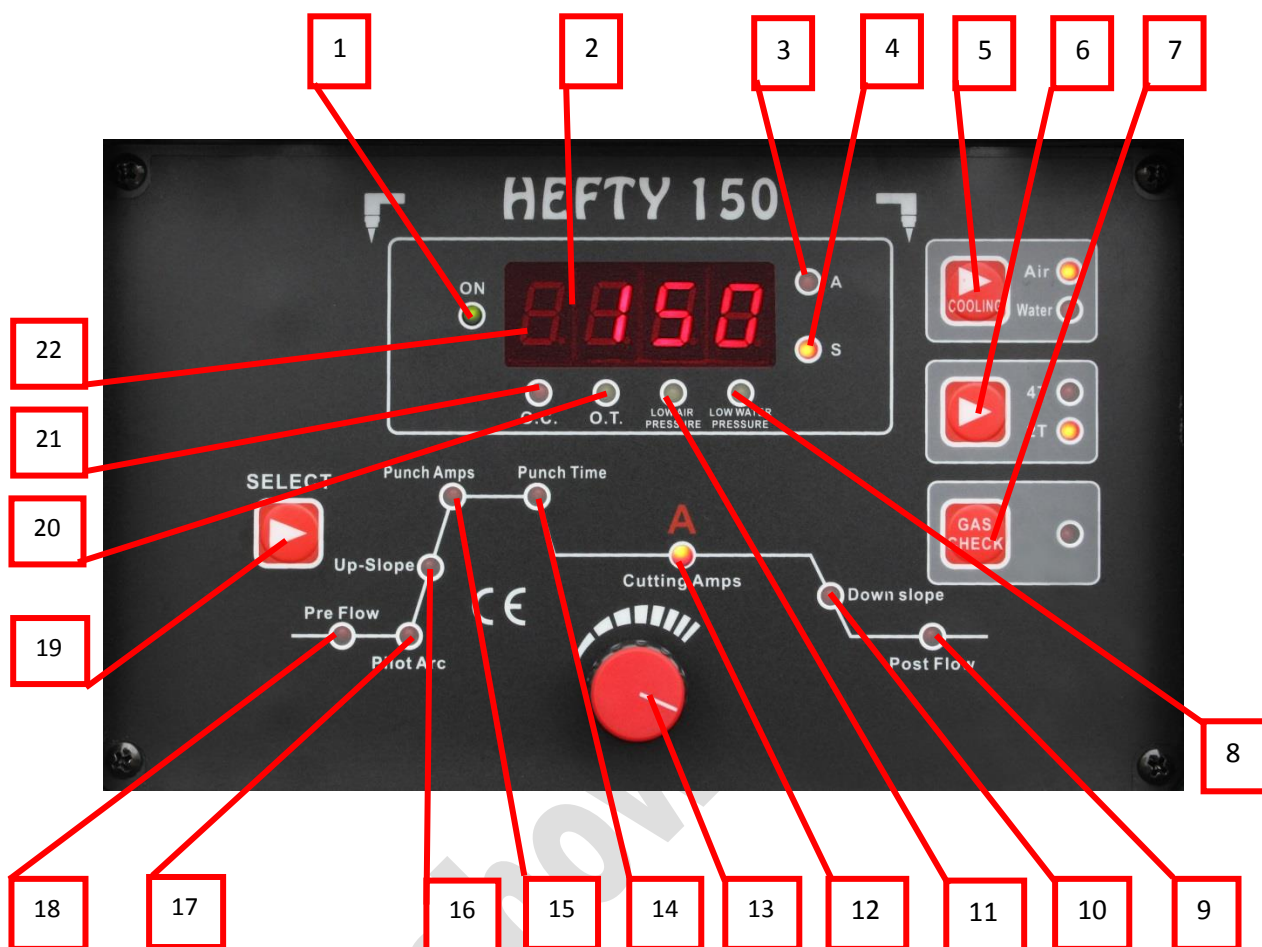 1 2 3 4 5 6 7
HEFTY 150
ON
150
A
S
Air
COOLING
Water
22
O.T. LOW AIR PRESSURE LOW WATER PRESSURE
21
SELECT
Punch Amps Punch Time
GAS CHECK
20
A
Up-Slope
Cutting Amps
CE
Down slope
19
Pre Flow
Pilot Arc
Post Flow
8
18 17 16 15 14 13 12 11 10 9